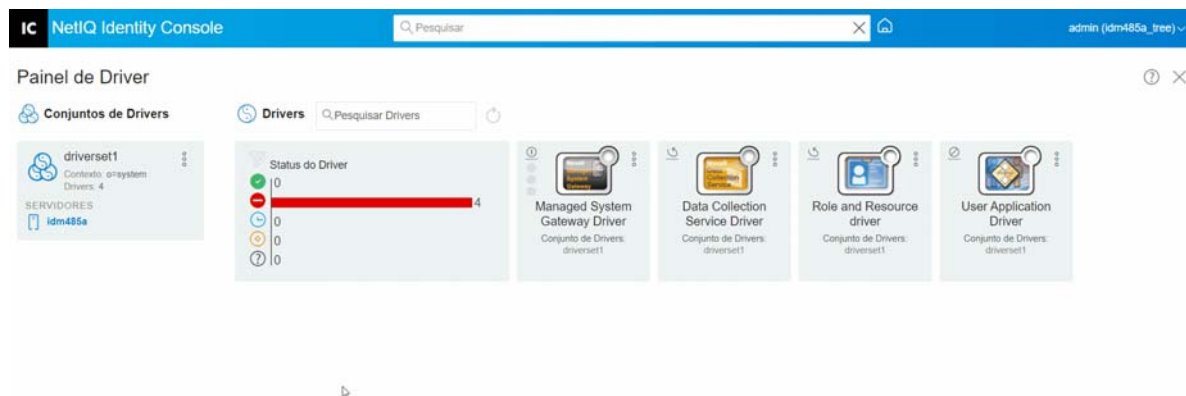 IC NetIQ Identity Console
Pesquisar
admin (idm485a_tree)
Painel de Driver
Conjuntos de Drivers
Drivers
Pesquisar Drivers
driverset1
Contexto: o=system
Drivers: 4
SERVIDORES
idm485a
Status do Driver
0
4
0
0
0
Managed System
Gateway Driver
Conjunto de Drivers:
driverset1
Data Collection
Service Driver
Conjunto de Drivers:
driverset1
Role and Resource
driver
Conjunto de Drivers:
driverset1
User Application
Driver
Conjunto de Drivers:
driverset1